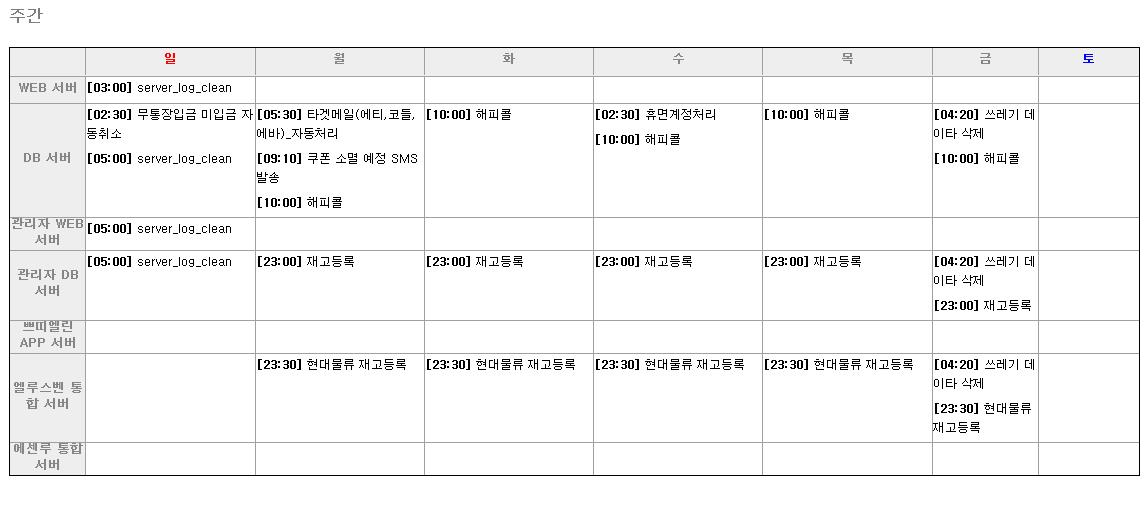 주간
일 월 화 수 목 금 토
WEB 서버
[03:00] server_log_clean
DB 서버
[02:30] 무통장입금 미입금 자
동취소
[05:00] server_log_clean
[05:30] 타겟메일(에티,코들,
에바)_자동처리
[09:10] 쿠폰 소멸 예정 SMS
발송
[10:00] 해피콜
[10:00] 해피콜
[02:30] 휴면계정처리
[10:00] 해피콜
[10:00] 해피콜
[04:20] 쓰레기 데
이타 삭제
[10:00] 해피콜
관리자 WEB
서버
[05:00] server_log_clean
관리자 DB
서버
[05:00] server_log_clean
[23:00] 재고등록
[23:00] 재고등록
[23:00] 재고등록
[23:00] 재고등록
[04:20] 쓰레기 데
이타 삭제
[23:00] 재고등록
쁘띠엘린
APP 서버
엘루스벤 통
합 서버
[23:30] 현대물류 재고등록
[23:30] 현대물류 재고등록
[23:30] 현대물류 재고등록
[23:30] 현대물류 재고등록
[04:20] 쓰레기 데
이타 삭제
[23:30] 현대물류
재고등록
에센루 통합
서버